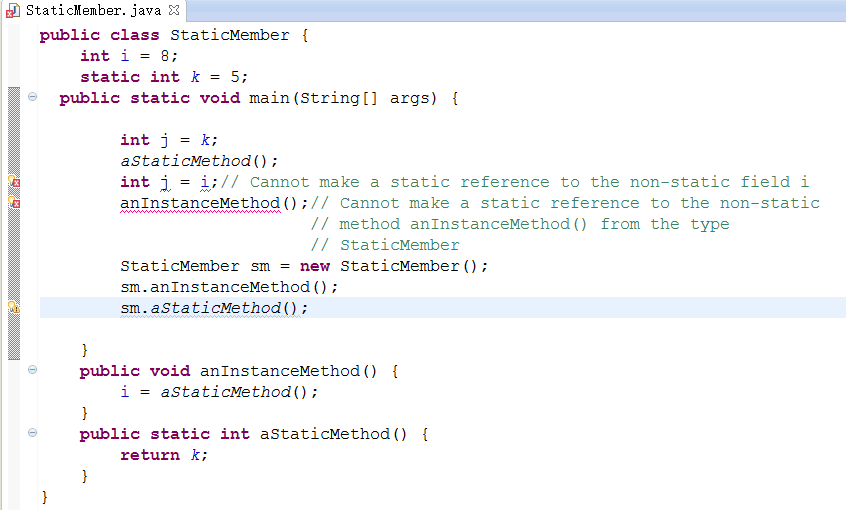 StaticMember.java
public class StaticMember {
int i = 8;
static int k = 5;
public static void main(String[] args) {
int j = k;
aStaticMethod();
int j = i;// Cannot make a static reference to the non-static field i
anInstanceMethod();// Cannot make a static reference to the non-static
// method anInstanceMethod() from the type
// StaticMember
StaticMember sm = new StaticMember();
sm.anInstanceMethod();
sm.aStaticMethod();
}
public void anInstanceMethod() {
i = aStaticMethod();
}
public static int aStaticMethod() {
return k;
}
}